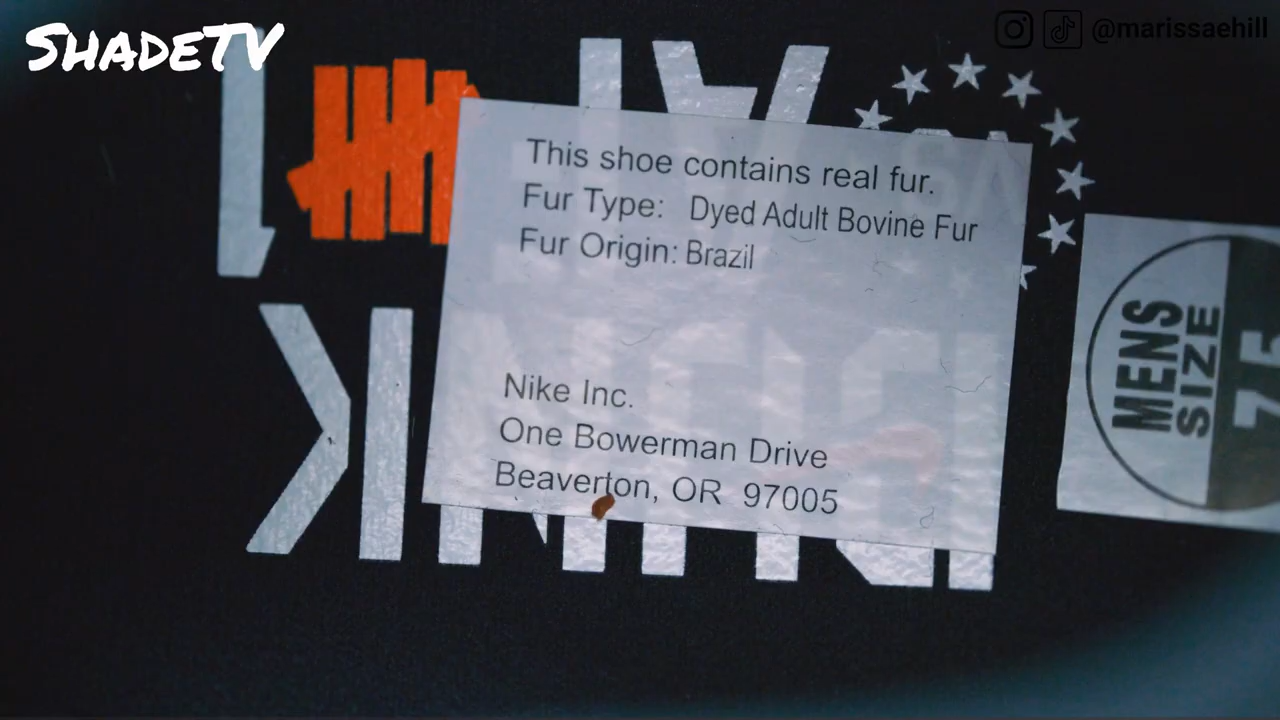 ShadeTV
@marissaehill
This shoe contains real fur.
Fur Type: Dyed Adult Bovine Fur
Fur Origin: Brazil
Nike Inc.
One Bowerman Drive
Beaverton, OR 97005
MENS
SIZE